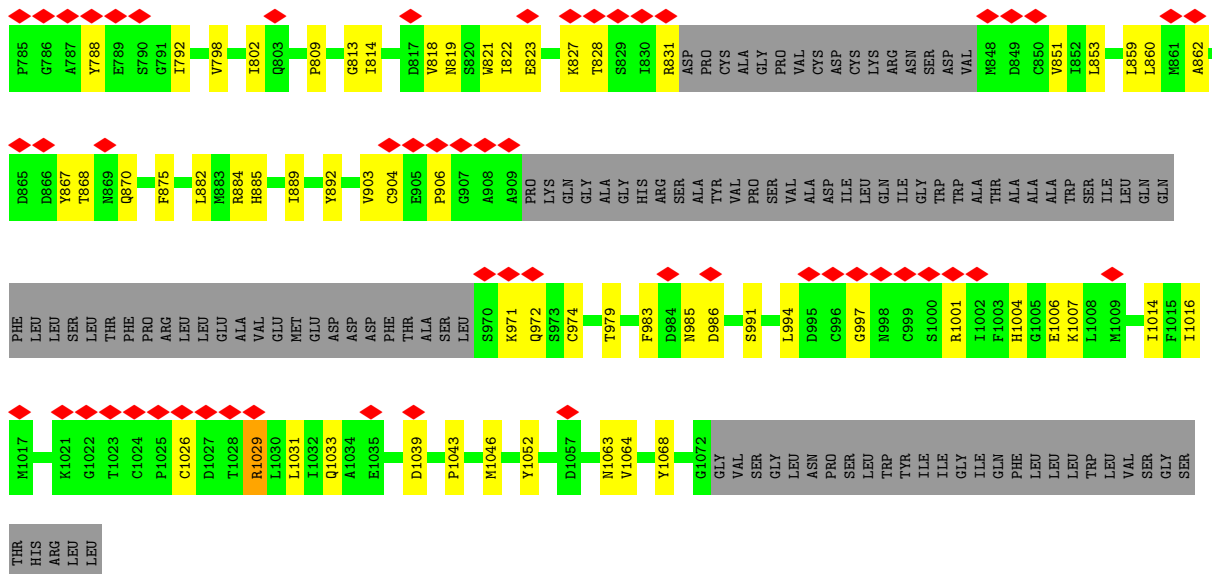 P785 G786 A787 Y788 E789 S790 G791 I792 V798 I802 Q803 P809 G813 I814 D817 V818 N819 S820 W821 I822 E823 K827 T828 S829 I830 R831 ASP PRO CYS ALA GLY PRO VAL CYS ASP CYS LYS ARG ASN SER ASP VAL M848 D849 C850 V851 I852 L853 L859 L860 M861 A862
D865 D866 Y867 T868 N869 Q870 F875 L882 M883 R884 H885 I889 Y892 V903 C904 E905 P906 G907 A908 A909 PRO LYS GLN GLY ALA GLY HIS ARG SER ALA TYR VAL PRO SER VAL ALA ASP ILE LEU GLN ILE GLY TRP TRP ALA THR ALA ALA ALA TRP SER ILE LEU GLN GLN
PHE LEU LEU SER LEU THR PHE PRO ARG LEU LEU GLU ALA VAL GLU MET GLU ASP ASP ASP PHE THR ALA SER LEU S970 K971 Q972 S973 C974 T979 F983 D984 N985 D986 S991 L994 D995 C996 G997 N998 C999 S1000 R1001 I1002 F1003 H1004 G1005 E1006 K1007 L1008 M1009 I1014 F1015 I1016
M1017 K1021 G1022 T1023 C1024 P1025 C1026 D1027 T1028 R1029 L1030 L1031 I1032 Q1033 A1034 E1035 D1039 P1043 M1046 Y1052 D1057 N1063 V1064 Y1068 G1072 GLY VAL SER GLY LEU ASN PRO SER LEU TRP TYR ILE ILE GLY ILE GLN PHE LEU LEU LEU TRP LEU VAL SER GLY SER
THR HIS ARG LEU LEU